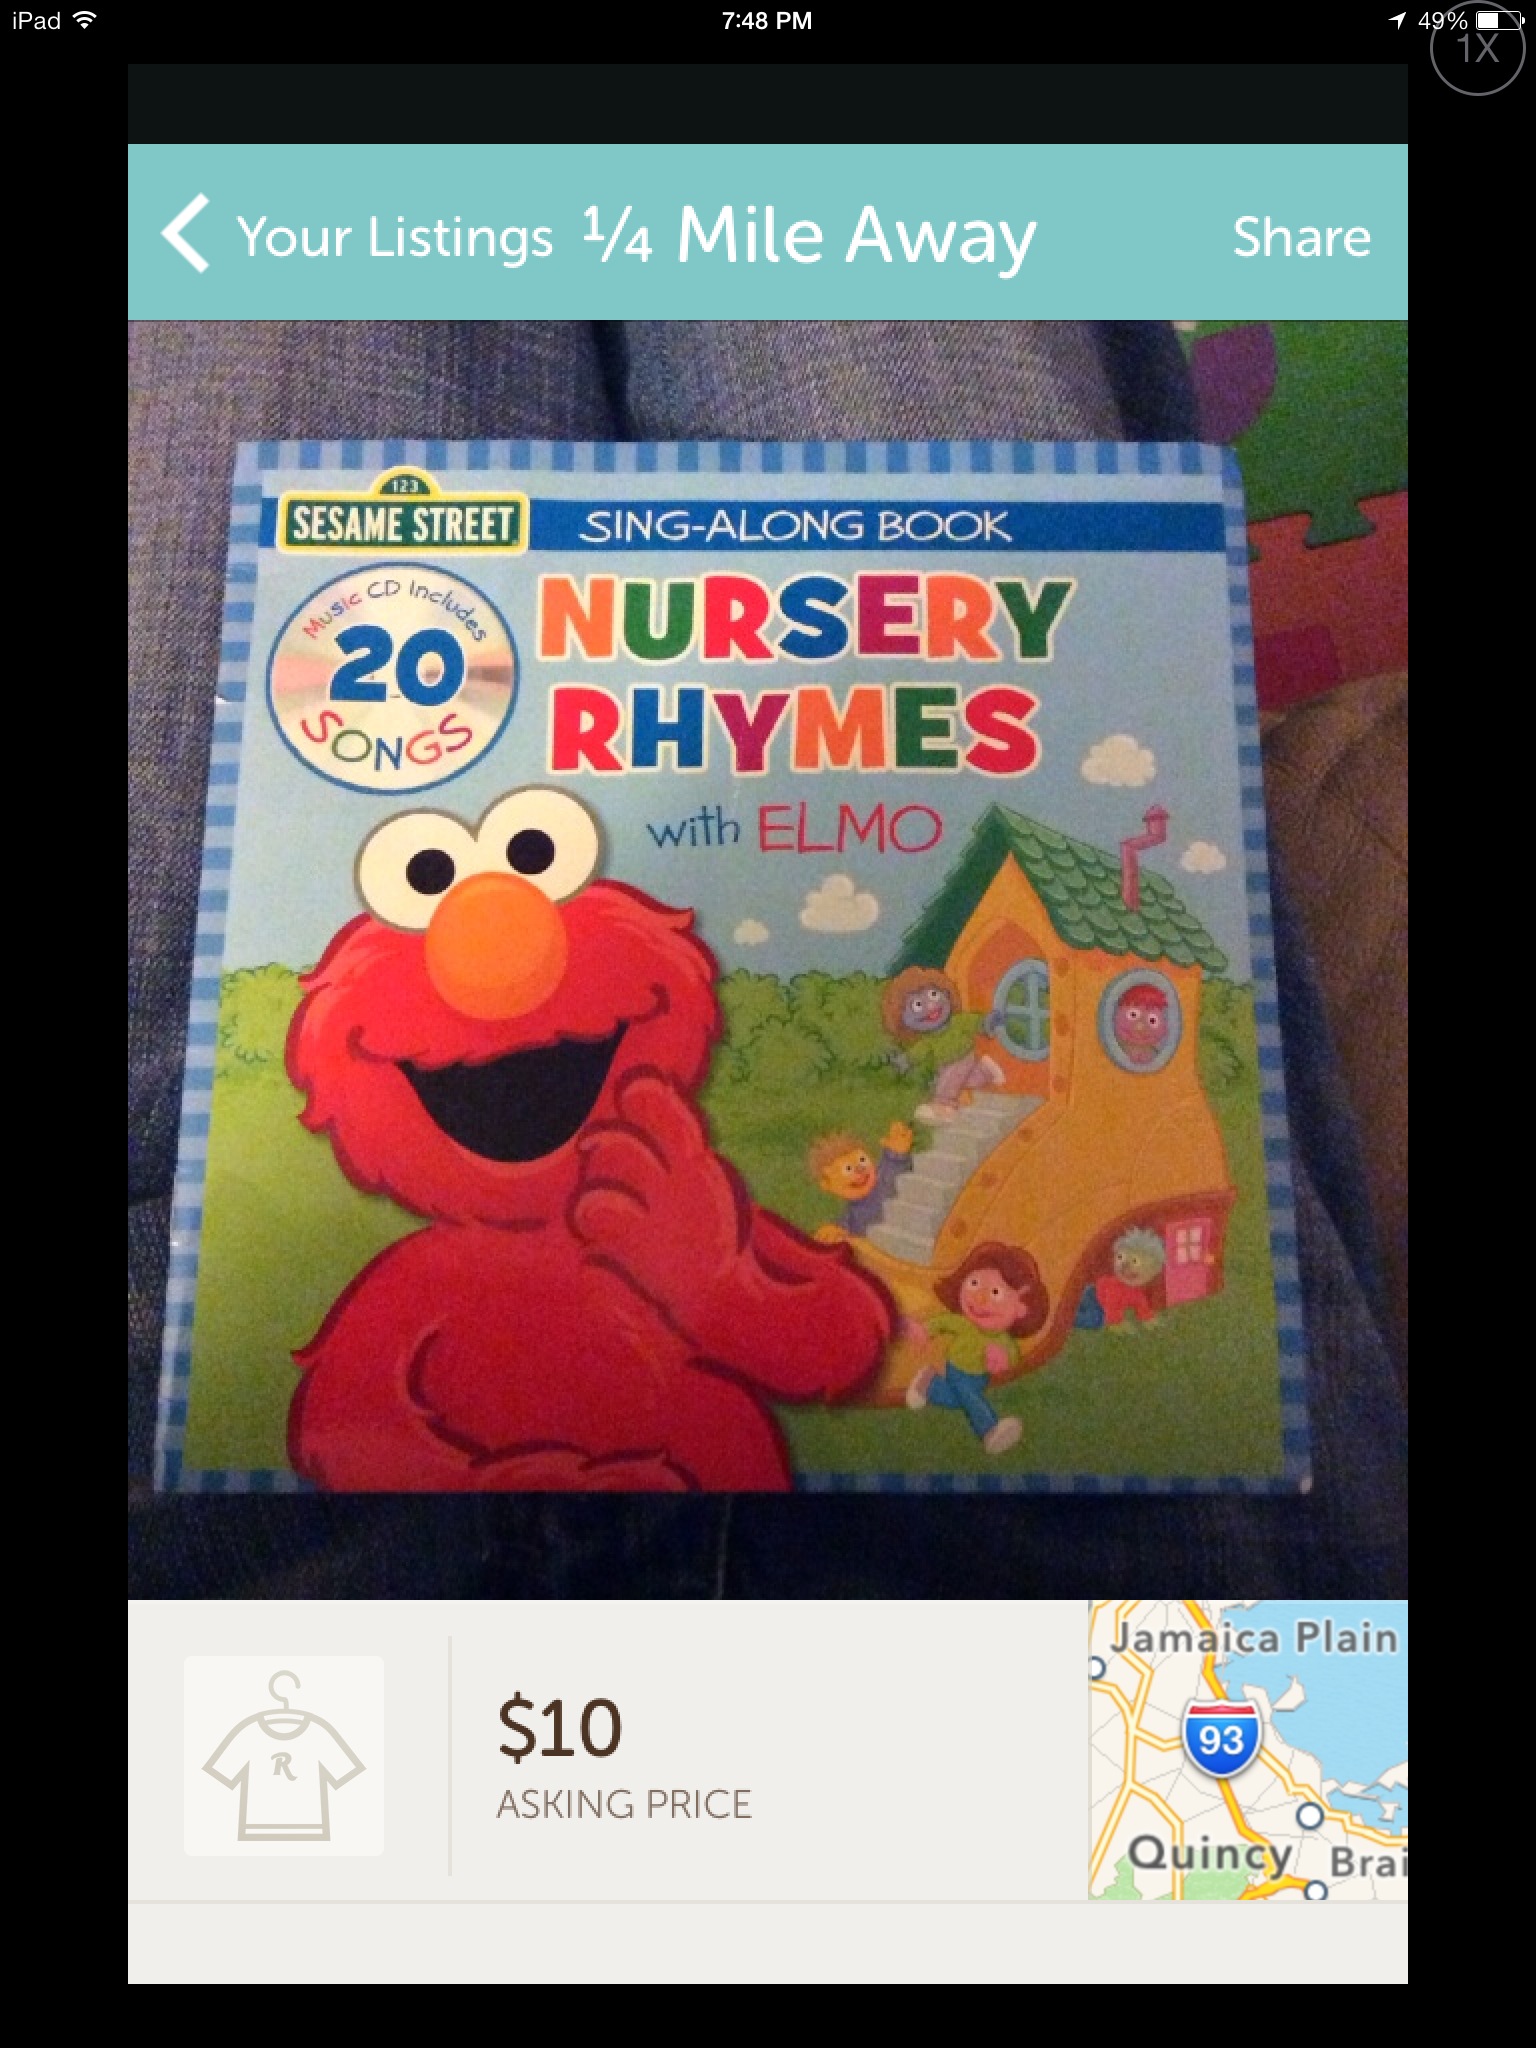 iPad 7:48 PM 49%
1X
Your Listings ¼ Mile Away Share
123
SESAME STREET SING-ALONG BOOK
Music CD Includes
20
SONGS
NURSERY
RHYMES
with ELMO
R
$10
ASKING PRICE
Jamaica Plain
93
Quincy Brai